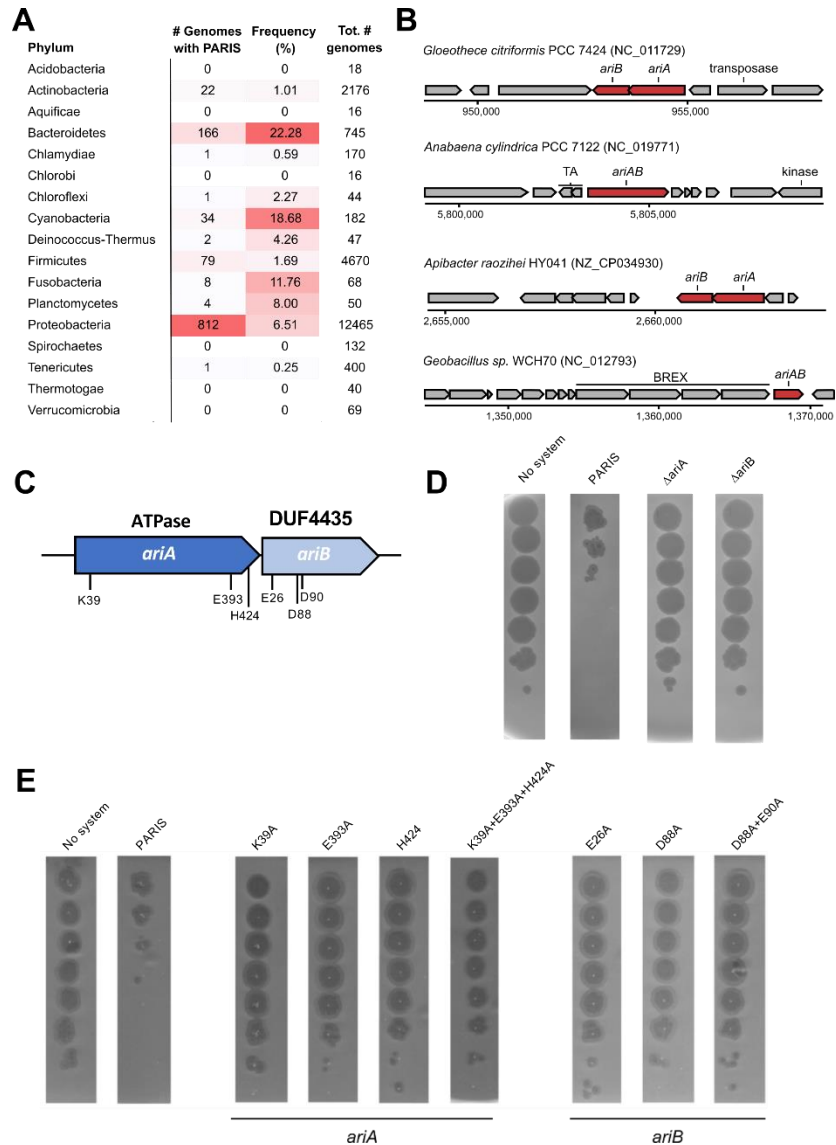 A
Phylum # Genomes with PARIS Frequency (%) Tot. # genomes
Acidobacteria 0 0 18
Actinobacteria 22 1.01 2176
Aquificae 0 0 16
Bacteroidetes 166 22.28 745
Chlamydiae 1 0.59 170
Chlorobi 0 0 16
Chloroflexi 1 2.27 44
Cyanobacteria 34 18.68 182
Deinococcus-Thermus 2 4.26 47
Firmicutes 79 1.69 4670
Fusobacteria 8 11.76 68
Planctomycetes 4 8.00 50
Proteobacteria 812 6.51 12465
Spirochaetes 0 0 132
Tenericutes 1 0.25 400
Thermotogae 0 0 40
Verrucomicrobia 0 0 69
B
Gloeothece citriformis PCC 7424 (NC_011729)
ariB ariA transposase
950,000 955,000
Anabaena cylindrica PCC 7122 (NC_019771)
TA ariAB kinase
5,800,000 5,805,000
Apibacter raozihei HY041 (NZ_CP034930)
ariB ariA
2,655,000 2,660,000
Geobacillus sp. WCH70 (NC_012793)
BREX ariAB
1,350,000 1,360,000 1,370,000
C
ATPase DUF4435
ariA ariB
K39 E393 H424 E26 D88 D90
D
No system PARIS ΔariA ΔariB
E
No system PARIS K39A E393A H424 K39A+E393A+H424A E26A D88A D88A+E90A
ariA ariB